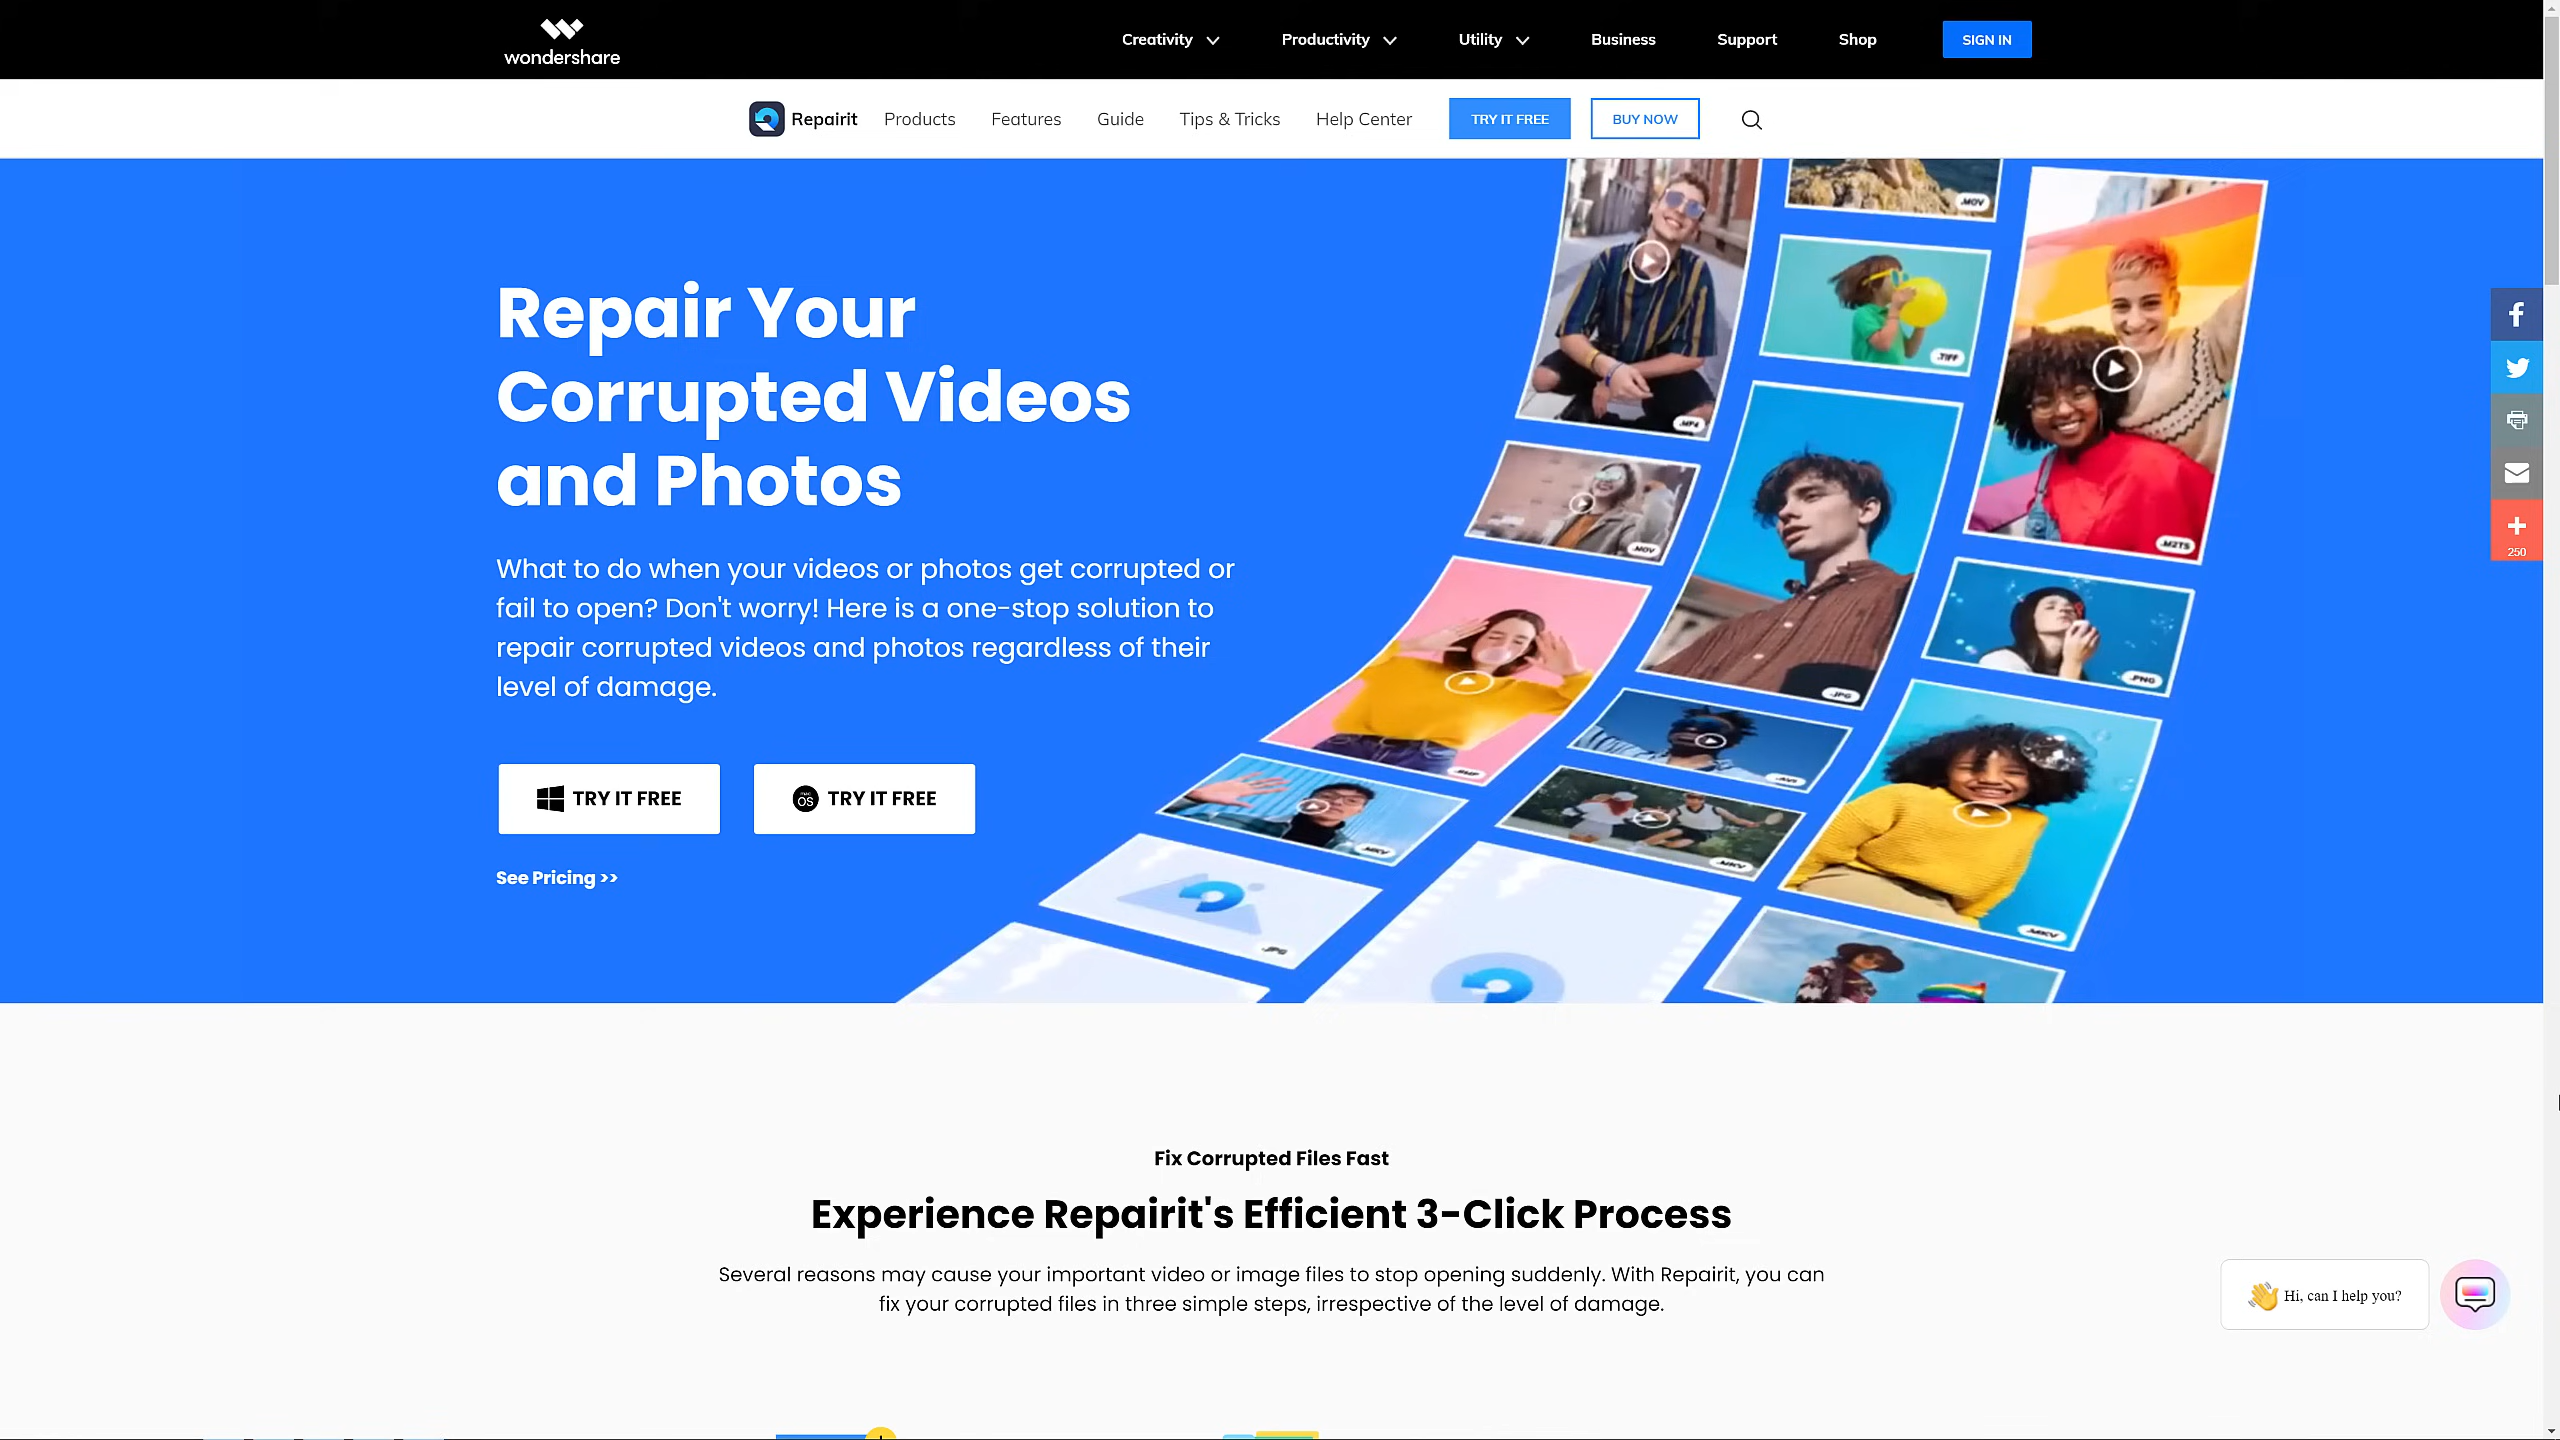 wondershare
Creativity
Productivity
Utility
Business
Support
Shop
SIGN IN
Repairit
Products
Features
Guide
Tips & Tricks
Help Center
TRY IT FREE
BUY NOW
Repair Your
Corrupted Videos
and Photos
What to do when your videos or photos get corrupted or
fail to open? Don't worry! Here is a one-stop solution to
repair corrupted videos and photos regardless of their
level of damage.
TRY IT FREE
mac
OS
TRY IT FREE
See Pricing >>
.MOV
.TIFF
.MP4
.MOV
.M2TS
.JPG
.PNG
.AVI
.MKV
.MKV
.MKV
.JPG
250
Fix Corrupted Files Fast
Experience Repairit's Efficient 3-Click Process
Several reasons may cause your important video or image files to stop opening suddenly. With Repairit, you can
fix your corrupted files in three simple steps, irrespective of the level of damage.
Hi, can I help you?